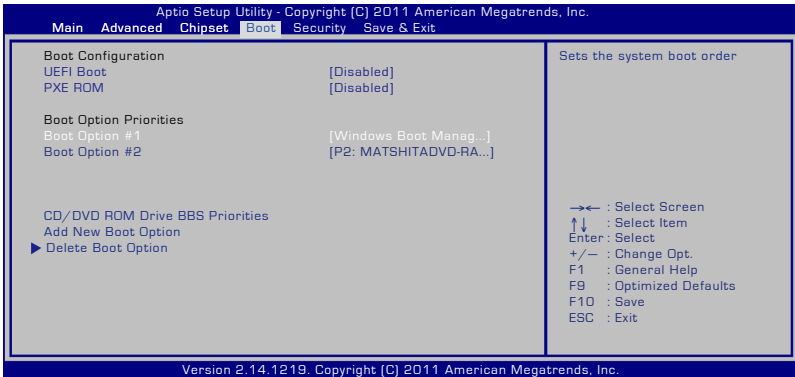 Aptio Setup Utility - Copyright (C) 2011 American Megatrends, Inc.
Main Advanced Chipset Boot Security Save & Exit
Boot Configuration
UEFI Boot [Disabled]
PXE ROM [Disabled]
Boot Option Priorities
Boot Option #1 [Windows Boot Manag...]
Boot Option #2 [P2: MATSHITADVD-RA...]
CD/DVD ROM Drive BBS Priorities
Add New Boot Option
Delete Boot Option
Sets the system boot order
→← : Select Screen
↑↓ : Select Item
Enter : Select
+/— : Change Opt.
F1 : General Help
F9 : Optimized Defaults
F10 : Save
ESC : Exit
Version 2.14.1219. Copyright (C) 2011 American Megatrends, Inc.